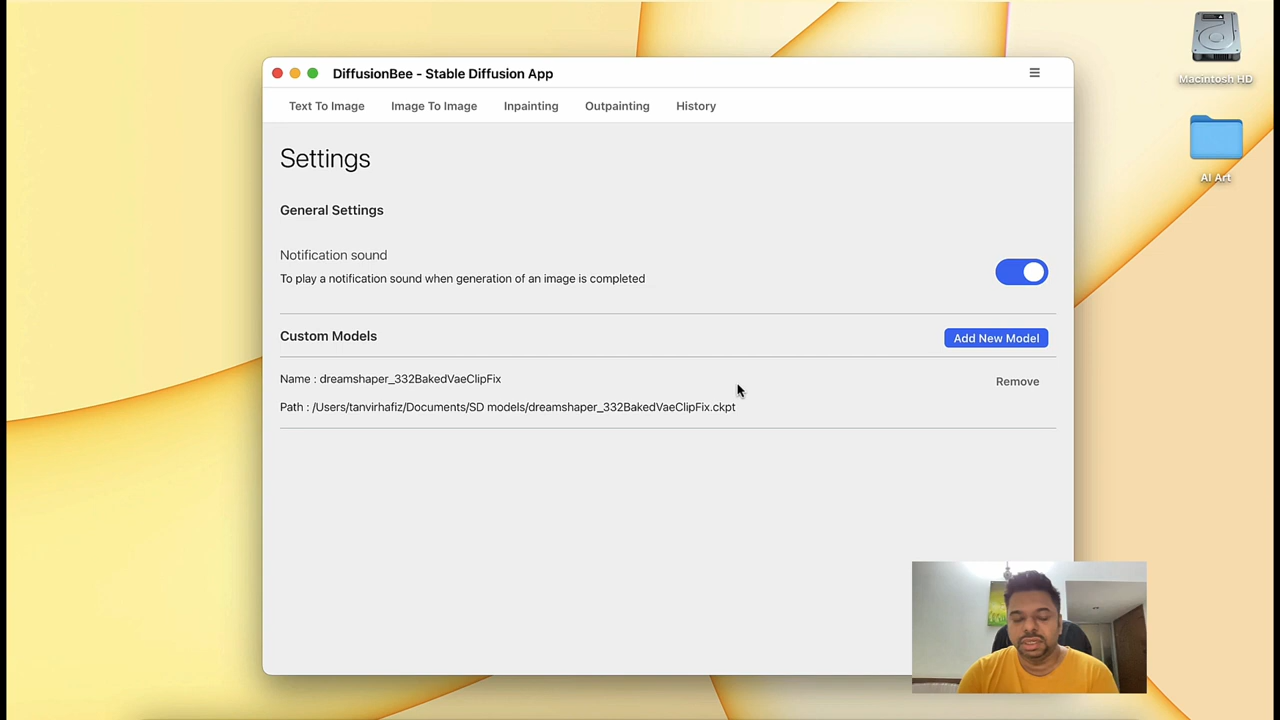 DiffusionBee - Stable Diffusion App
Text To Image Image To Image Inpainting Outpainting History
Settings
General Settings
Notification sound
To play a notification sound when generation of an image is completed
Custom Models
Add New Model
Name : dreamshaper_332BakedVaeClipFix
Remove
Path : /Users/tanvirhafiz/Documents/SD models/dreamshaper_332BakedVaeClipFix.ckpt
Macintosh HD
AI Art